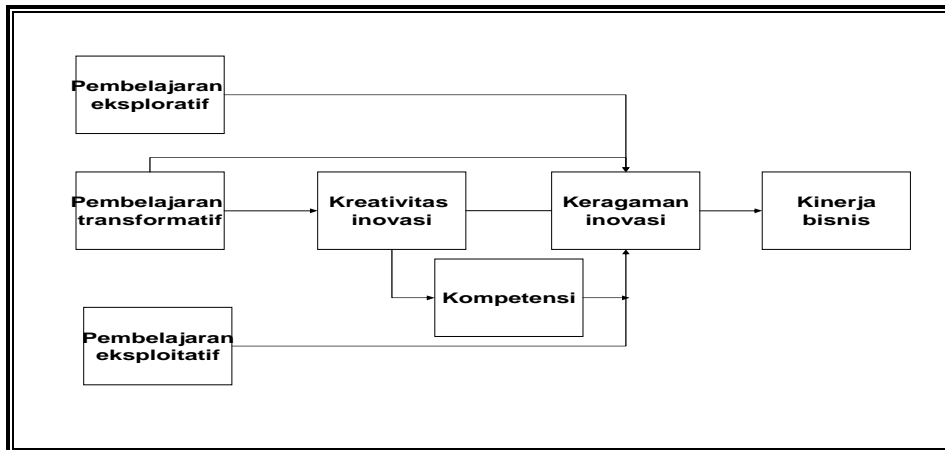 Pembelajaran
eksploratif
Pembelajaran
transformatif
Kreativitas
inovasi
Keragaman
inovasi
Kinerja
bisnis
Kompetensi
Pembelajaran
eksploitatif